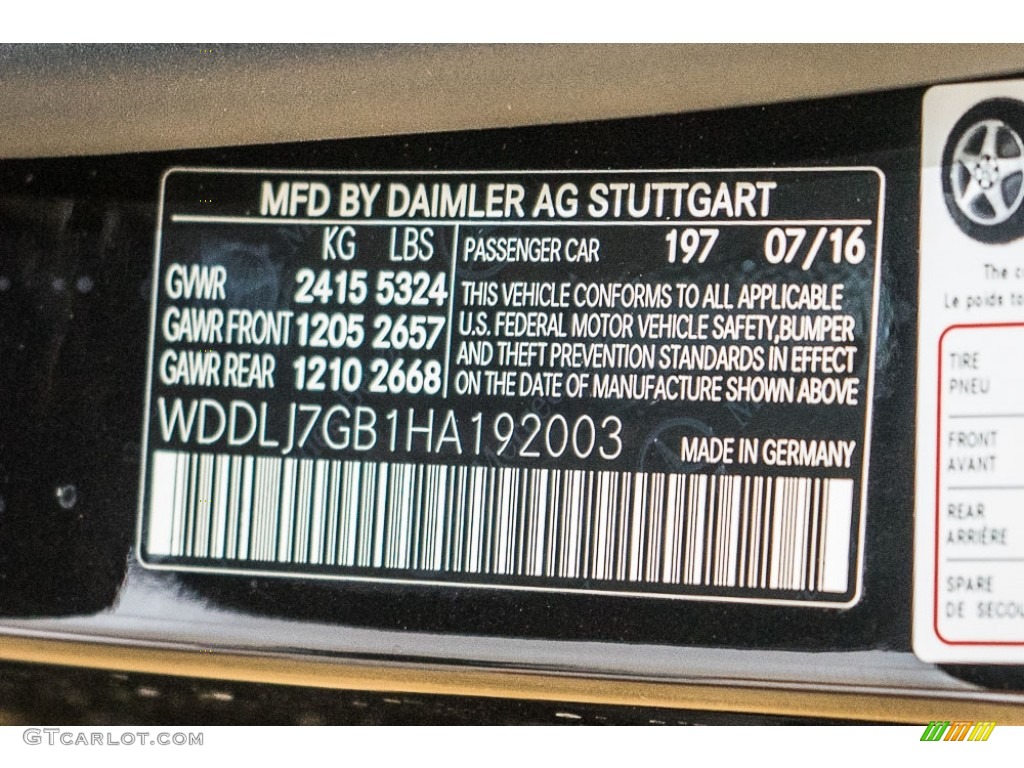 MFD BY DAIMLER AG STUTTGART
KG LBS
GVWR 2415 5324
GAWR FRONT 1205 2657
GAWR REAR 1210 2668
PASSENGER CAR 197 07/16
THIS VEHICLE CONFORMS TO ALL APPLICABLE
U.S. FEDERAL MOTOR VEHICLE SAFETY,BUMPER
AND THEFT PREVENTION STANDARDS IN EFFECT
ON THE DATE OF MANUFACTURE SHOWN ABOVE
WDDLJ7GB1HA192003
MADE IN GERMANY
The
Le poids
TIRE
PNEU
FRONT
AVANT
REAR
ARRIÈRE
SPARE
DE
GTCARLOT.COM